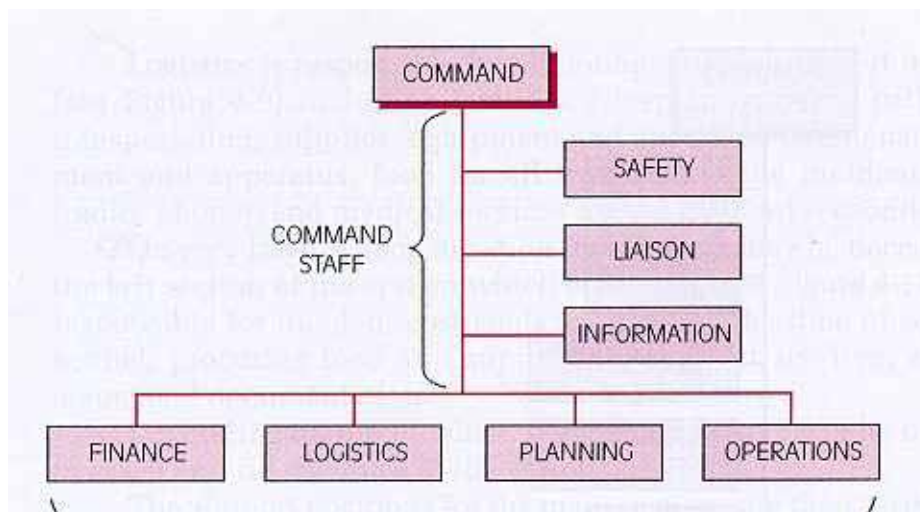 COMMAND
SAFETY
COMMAND
STAFF
LIAISON
INFORMATION
FINANCE
LOGISTICS
PLANNING
OPERATIONS